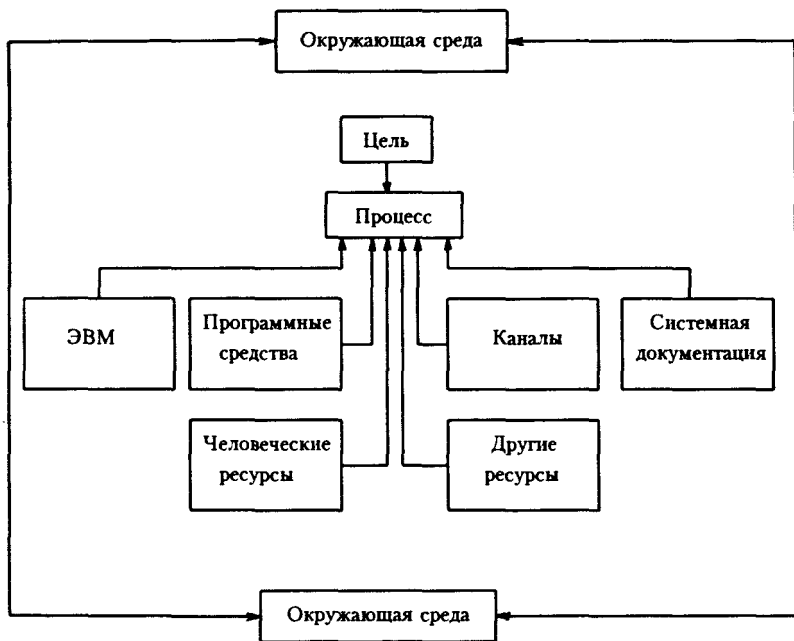 Окружающая среда
Цель
Процесс
ЭВМ
Программные
средства
Каналы
Системная
документация
Человеческие
ресурсы
Другие
ресурсы
Окружающая среда